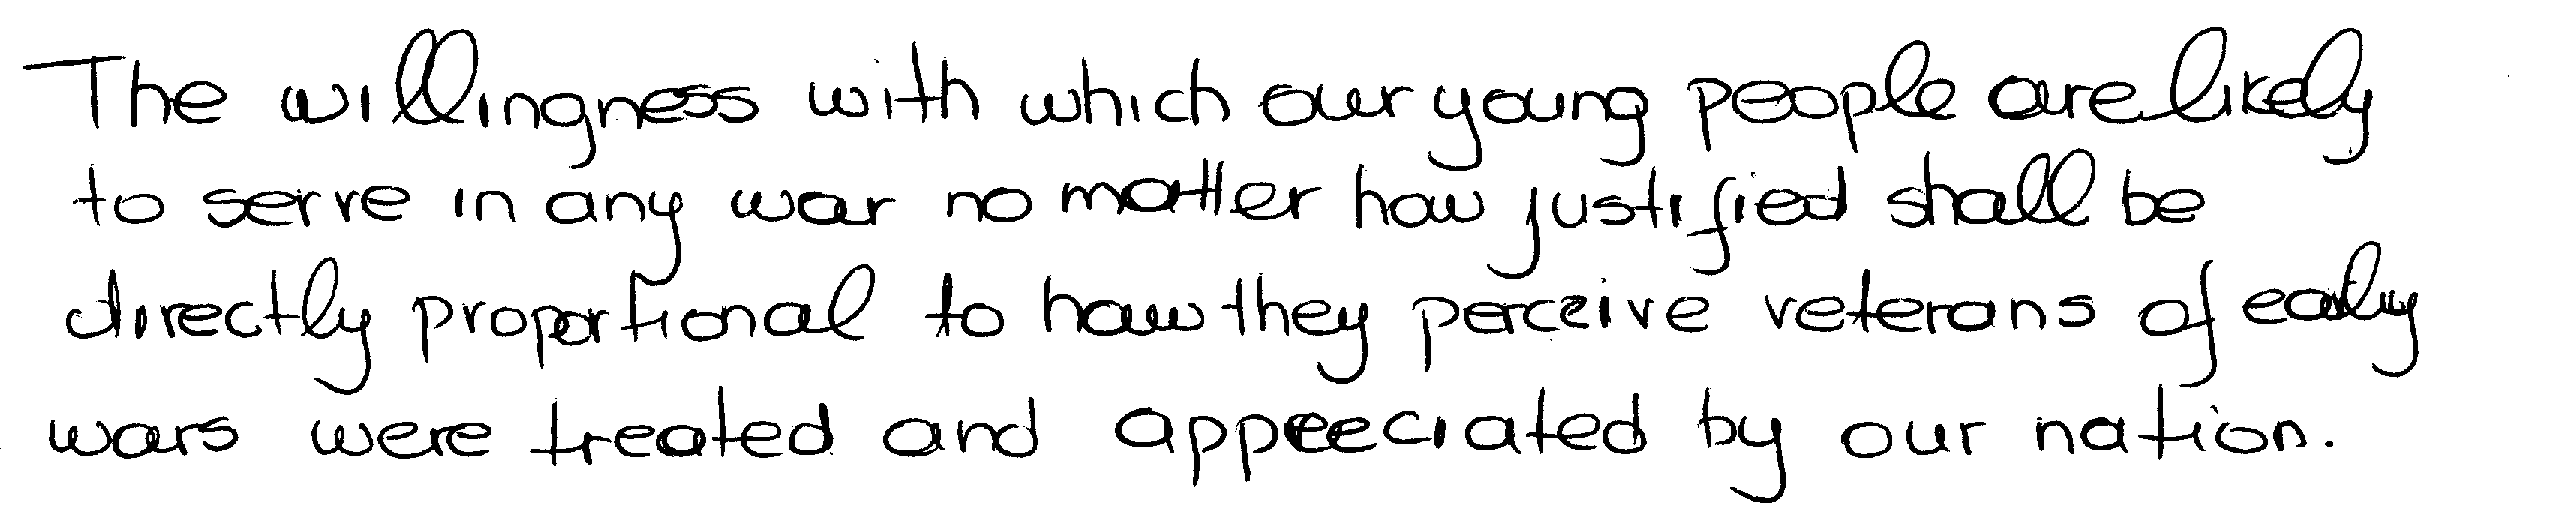 The willingness with which our young people are likely
to serve in any war no matter how justified shall be
directly proportional to how they perceive veterans of early
wars were treated and appreciated by our nation.